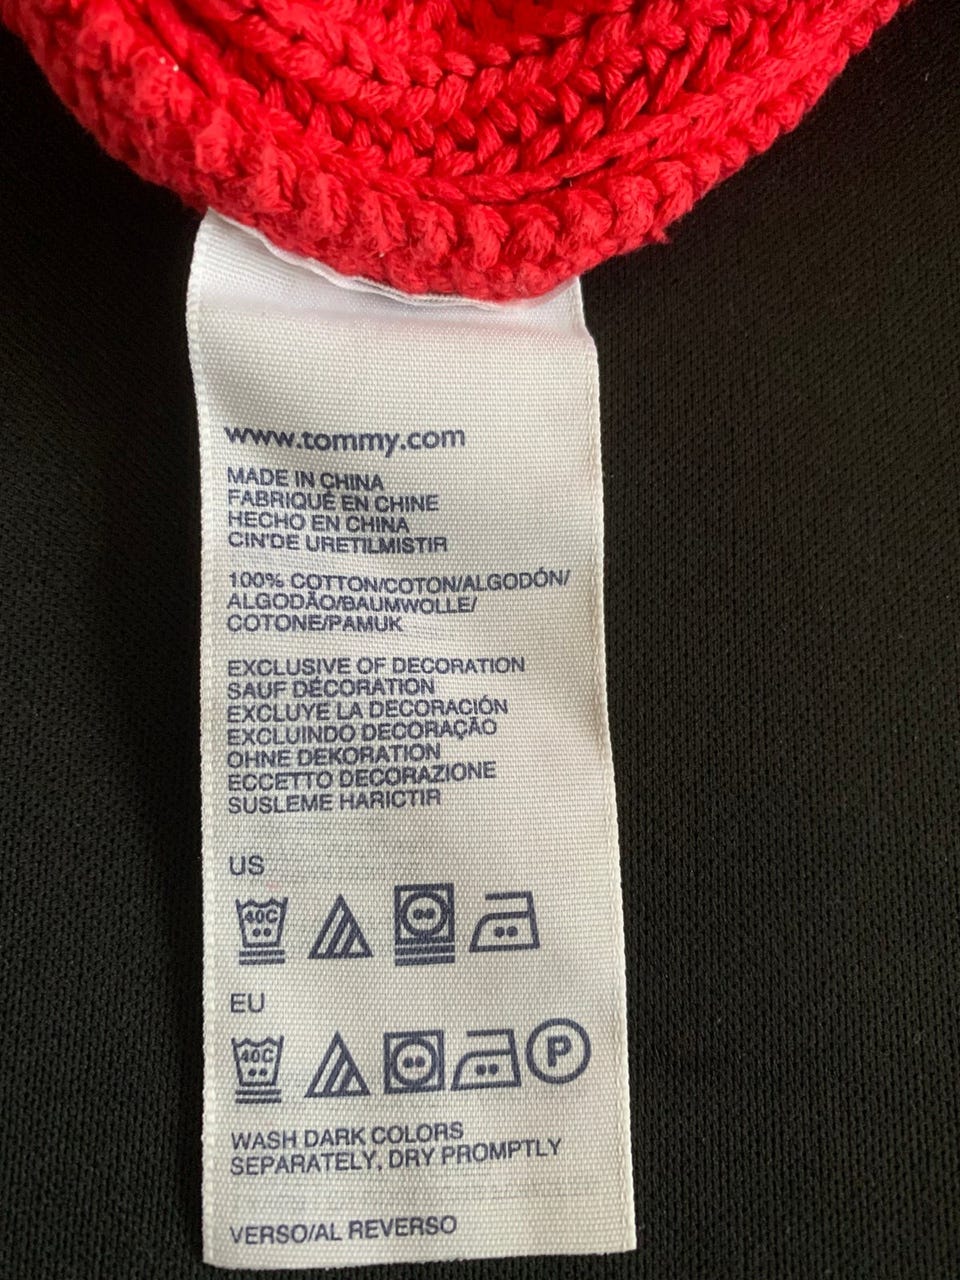 www.tommy.com
MADE IN CHINA
FABRIQUÉ EN CHINE
HECHO EN CHINA
CIN'DE URETILMISTIR
100% COTTON/COTON/ALGODÓN/
ALGODÃO/BAUMWOLLE/
COTONE/PAMUK
EXCLUSIVE OF DECORATION
SAUF DÉCORATION
EXCLUYE LA DECORACIÓN
EXCLUINDO DECORAÇÃO
OHNE DEKORATION
ECCETTO DECORAZIONE
SUSLEME HARICTIR
US
40C
EU
40C P
WASH DARK COLORS
SEPARATELY, DRY PROMPTLY
VERSO/AL REVERSO